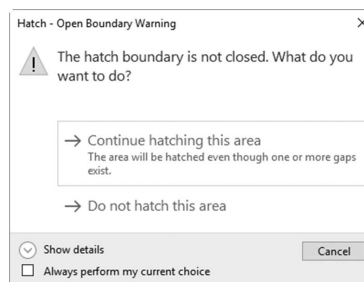 Hatch - Open Boundary Warning
The hatch boundary is not closed. What do you
want to do?
Continue hatching this area
The area will be hatched even though one or more gaps
exist.
Do not hatch this area
Show details
Cancel
Always perform my current choice